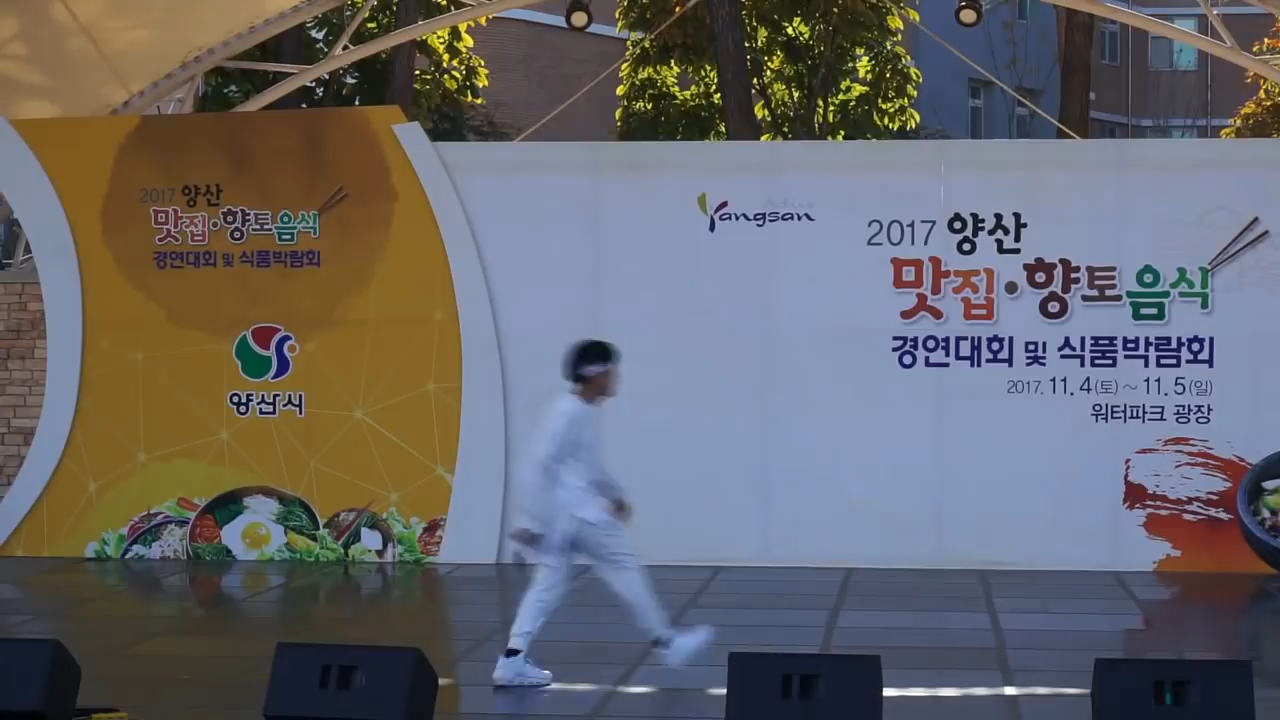 2017 양산
맛집·향토음식
경연대회 및 식품박람회
양산시
Active
Yangsan
2017 양산
맛집·향토음식
경연대회 및 식품박람회
2017. 11. 4(토) ~ 11. 5(일)
워터파크 광장